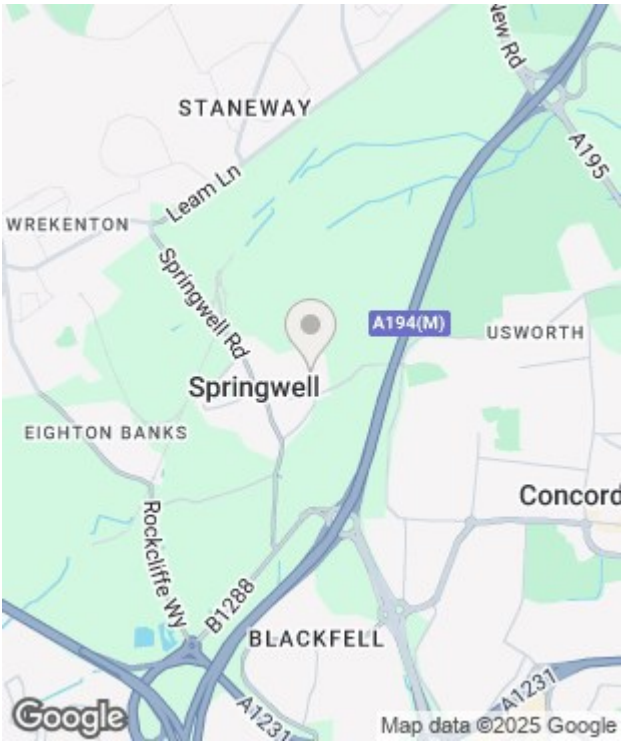 New Rd
STANEWAY
A195
Leam Ln
WREKENTON
Springwell Rd
A194(M)
USWORTH
Springwell
EIGHTON BANKS
Concord
Rockcliffe Wy
B1288
BLACKFELL
A1231
A1231
Google
Map data ©2025 Google